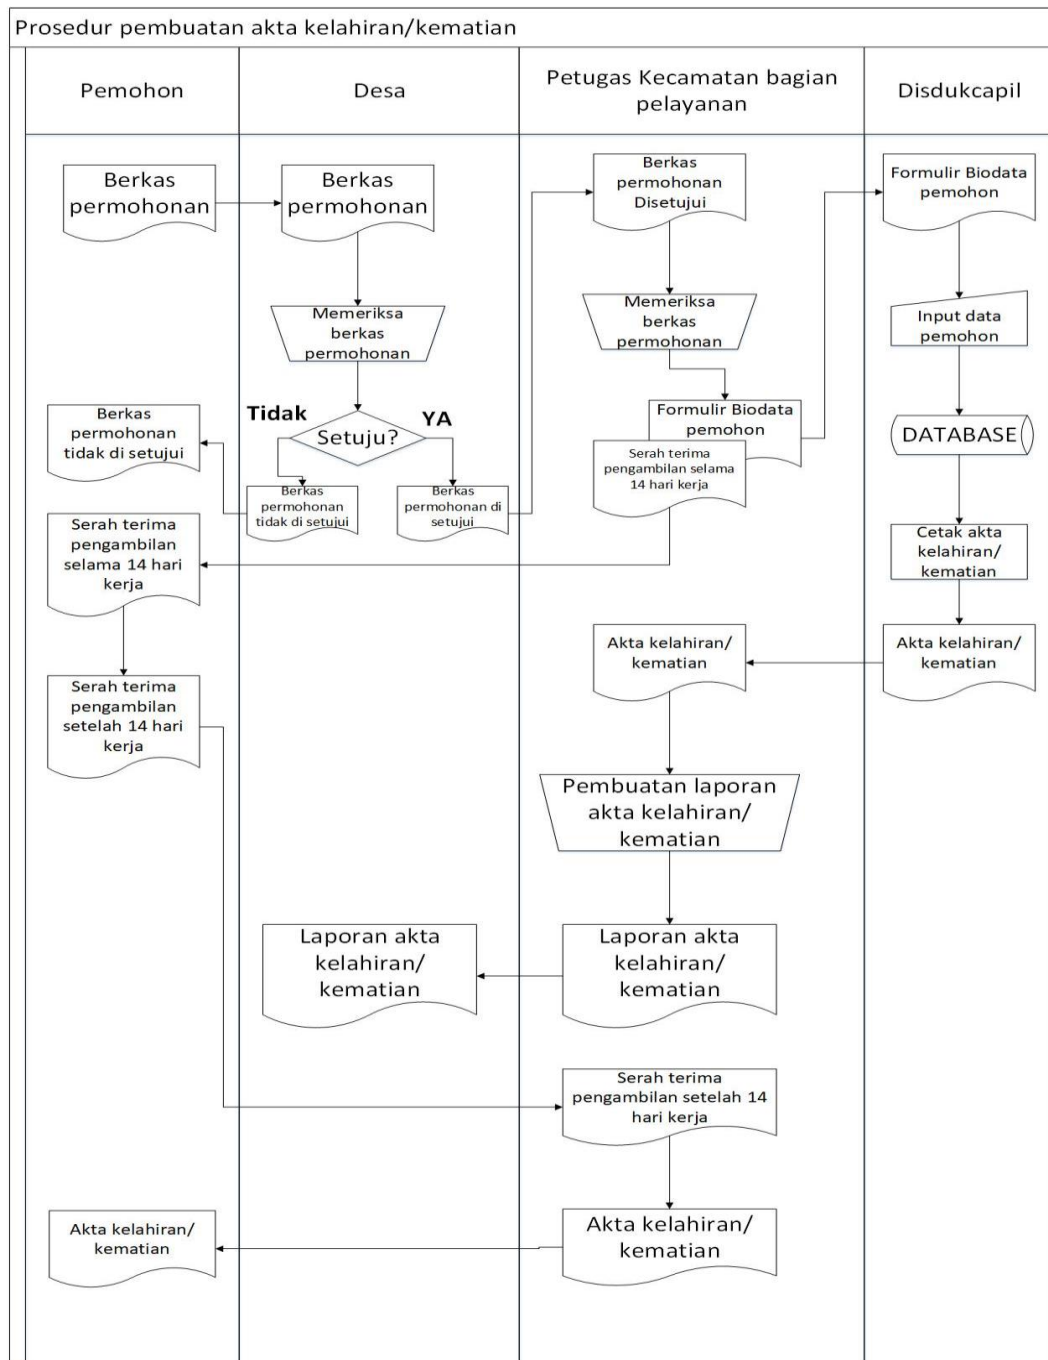 Prosedur pembuatan akta kelahiran/kematian
Pemohon
Desa
Petugas Kecamatan bagian
pelayanan
Disdukcapil
Berkas
permohonan
Berkas
permohonan
Berkas
permohonan
Disetujui
Formulir Biodata
pemohon
Memeriksa
berkas
permohonan
Memeriksa
berkas
permohonan
Input data
pemohon
Tidak
Setuju?
YA
Berkas
permohonan
tidak di setujui
Berkas
permohonan
tidak di setujui
Berkas
permohonan di
setujui
Formulir Biodata
pemohon
Serah terima
pengambilan selama
14 hari kerja
DATABASE
Serah terima
pengambilan
selama 14 hari
kerja
Cetak akta
kelahiran/
kematian
Akta kelahiran/
kematian
Akta kelahiran/
kematian
Serah terima
pengambilan
setelah 14 hari
kerja
Pembuatan laporan
akta kelahiran/
kematian
Laporan akta
kelahiran/
kematian
Laporan akta
kelahiran/
kematian
Serah terima
pengambilan setelah 14
hari kerja
Akta kelahiran/
kematian
Akta kelahiran/
kematian